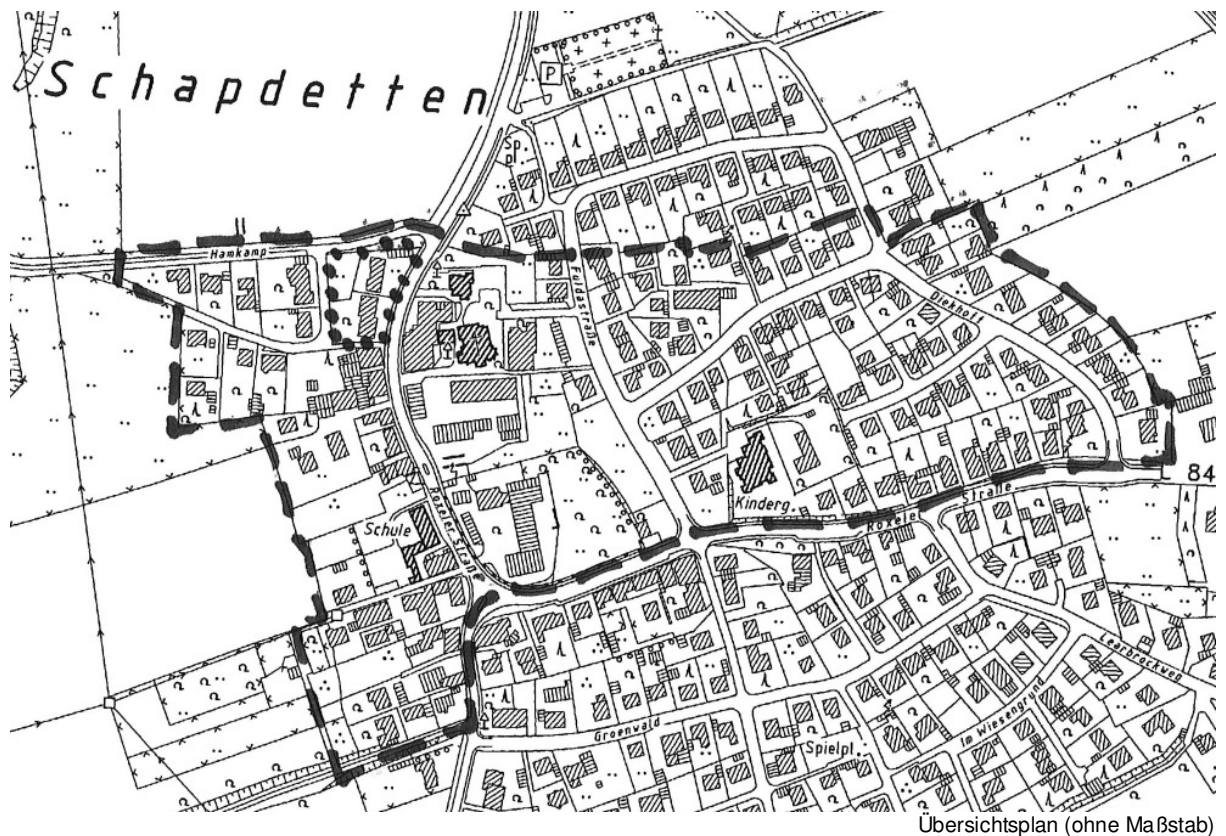 Schapdetten
P
Sp
pl
Hamkamp
Fuldastraße
Diekhoff
Kinderg.
84
Roxeler Straße
Schule
Roxeler Straße
Learbrockweg
Groenwald
Im Wiesengrund
Spielpl.
Übersichtsplan (ohne Maßstab)